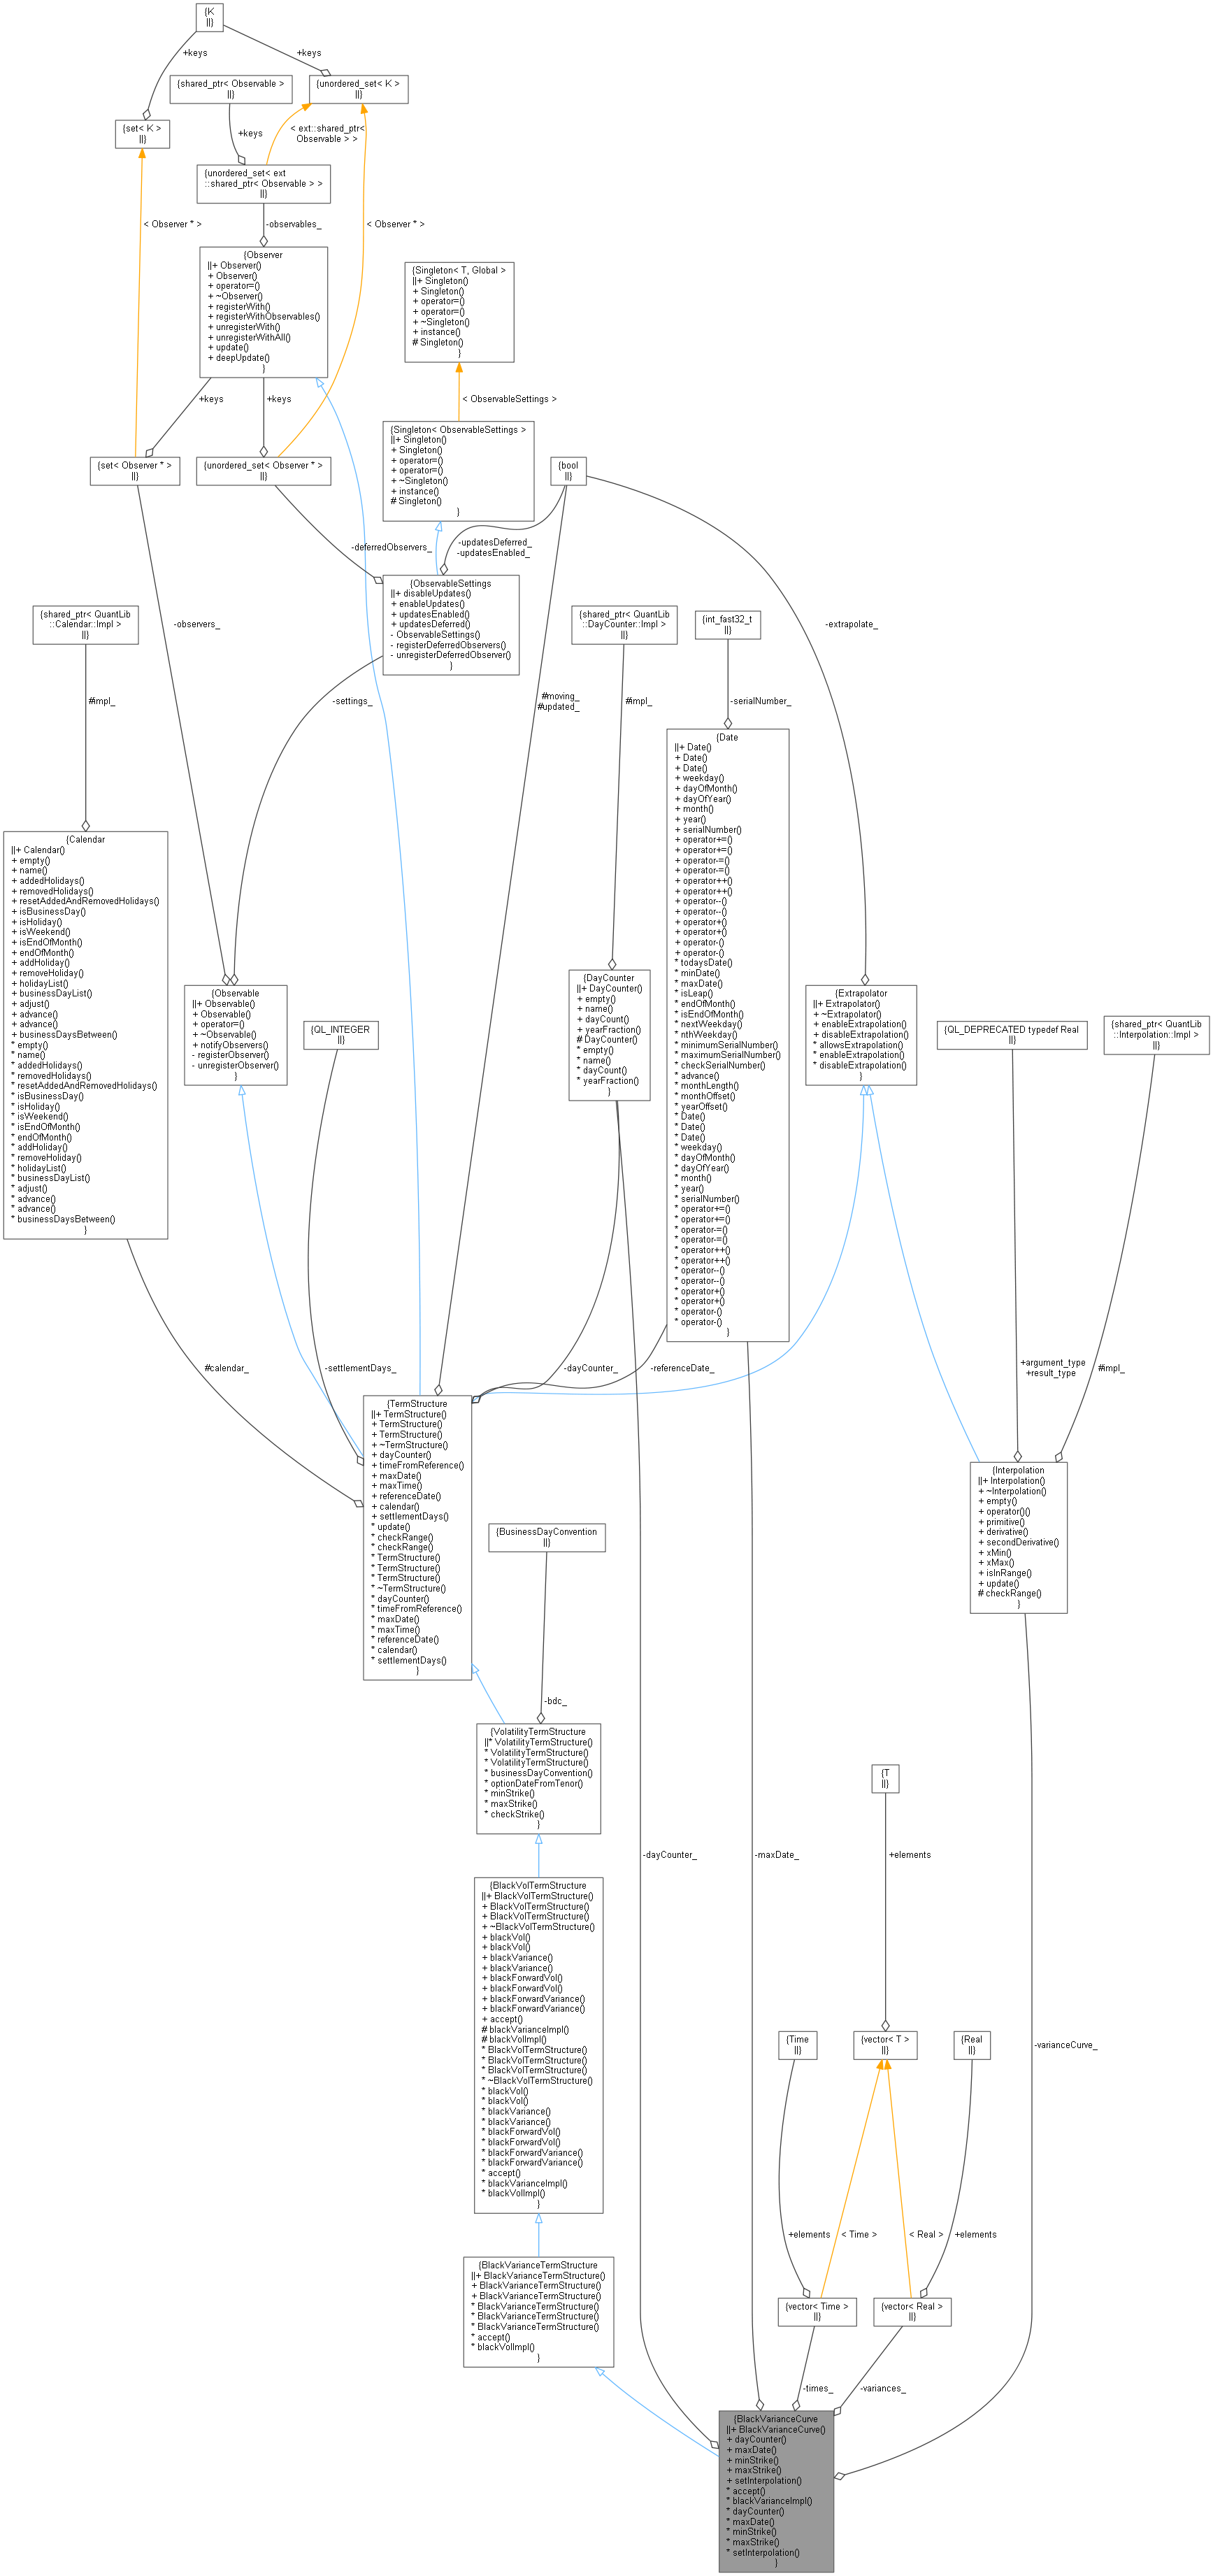 {K
||}
+keys
+keys
{shared_ptr< Observable >
||}
{unordered_set< K >
||}
{set< K >
||}
+keys
< ext::shared_ptr<
Observable > >
{unordered_set< ext
::shared_ptr< Observable > >
||}
< Observer * >
-observables_
< Observer * >
{Observer
||+ Observer()
+ Observer()
+ operator=()
+ ~Observer()
+ registerWith()
+ registerWithObservables()
+ unregisterWith()
+ unregisterWithAll()
+ update()
+ deepUpdate()
}
{Singleton< T, Global >
||+ Singleton()
+ Singleton()
+ operator=()
+ operator=()
+ ~Singleton()
+ instance()
# Singleton()
}
+keys
+keys
< ObservableSettings >
{set< Observer * >
||}
{unordered_set< Observer * >
||}
{Singleton< ObservableSettings >
||+ Singleton()
+ Singleton()
+ operator=()
+ operator=()
+ ~Singleton()
+ instance()
# Singleton()
}
{bool
||}
-deferredObservers_
-updatesDeferred_
-updatesEnabled_
{ObservableSettings
||+ disableUpdates()
+ enableUpdates()
+ updatesEnabled()
+ updatesDeferred()
- ObservableSettings()
- registerDeferredObservers()
- unregisterDeferredObserver()
}
{shared_ptr< QuantLib
::Calendar::Impl >
||}
-observers_
{shared_ptr< QuantLib
::DayCounter::Impl >
||}
{int_fast32_t
||}
-extrapolate_
#impl_
-settings_
#moving_
#updated_
#impl_
-serialNumber_
{Calendar
||+ Calendar()
+ empty()
+ name()
+ addedHolidays()
+ removedHolidays()
+ resetAddedAndRemovedHolidays()
+ isBusinessDay()
+ isHoliday()
+ isWeekend()
+ isEndOfMonth()
+ endOfMonth()
+ addHoliday()
+ removeHoliday()
+ holidayList()
+ businessDayList()
+ adjust()
+ advance()
+ advance()
+ businessDaysBetween()
* empty()
* name()
* addedHolidays()
* removedHolidays()
* resetAddedAndRemovedHolidays()
* isBusinessDay()
* isHoliday()
* isWeekend()
* isEndOfMonth()
* endOfMonth()
* addHoliday()
* removeHoliday()
* holidayList()
* businessDayList()
* adjust()
* advance()
* advance()
* businessDaysBetween()
}
{Observable
||+ Observable()
+ Observable()
+ operator=()
+ ~Observable()
+ notifyObservers()
- registerObserver()
- unregisterObserver()
}
{QL_INTEGER
||}
{DayCounter
||+ DayCounter()
+ empty()
+ name()
+ dayCount()
+ yearFraction()
# DayCounter()
* empty()
* name()
* dayCount()
* yearFraction()
}
{Date
||+ Date()
+ Date()
+ Date()
+ weekday()
+ dayOfMonth()
+ dayOfYear()
+ month()
+ year()
+ serialNumber()
+ operator+=()
+ operator+=()
+ operator-=()
+ operator-=()
+ operator++()
+ operator++()
+ operator--()
+ operator--()
+ operator+()
+ operator+()
+ operator-()
+ operator-()
* todaysDate()
* minDate()
* maxDate()
* isLeap()
* endOfMonth()
* isEndOfMonth()
* nextWeekday()
* nthWeekday()
* minimumSerialNumber()
* maximumSerialNumber()
* checkSerialNumber()
* advance()
* monthLength()
* monthOffset()
* yearOffset()
* Date()
* Date()
* Date()
* weekday()
* dayOfMonth()
* dayOfYear()
* month()
* year()
* serialNumber()
* operator+=()
* operator+=()
* operator-=()
* operator-=()
* operator++()
* operator++()
* operator--()
* operator--()
* operator+()
* operator+()
* operator-()
* operator-()
}
{Extrapolator
||+ Extrapolator()
+ ~Extrapolator()
+ enableExtrapolation()
+ disableExtrapolation()
* allowsExtrapolation()
* enableExtrapolation()
* disableExtrapolation()
}
{QL_DEPRECATED typedef Real
||}
{shared_ptr< QuantLib
::Interpolation::Impl >
||}
#calendar_
-settlementDays_
-dayCounter_
-referenceDate_
+argument_type
+result_type
#impl_
{TermStructure
||+ TermStructure()
+ TermStructure()
+ TermStructure()
+ ~TermStructure()
+ dayCounter()
+ timeFromReference()
+ maxDate()
+ maxTime()
+ referenceDate()
+ calendar()
+ settlementDays()
* update()
* checkRange()
* checkRange()
* TermStructure()
* TermStructure()
* TermStructure()
* ~TermStructure()
* dayCounter()
* timeFromReference()
* maxDate()
* maxTime()
* referenceDate()
* calendar()
* settlementDays()
}
{Interpolation
||+ Interpolation()
+ ~Interpolation()
+ empty()
+ operator()()
+ primitive()
+ derivative()
+ secondDerivative()
+ xMin()
+ xMax()
+ isInRange()
+ update()
# checkRange()
}
{BusinessDayConvention
||}
-bdc_
{VolatilityTermStructure
||* VolatilityTermStructure()
* VolatilityTermStructure()
* VolatilityTermStructure()
* businessDayConvention()
* optionDateFromTenor()
* minStrike()
* maxStrike()
* checkStrike()
}
{T
||}
-dayCounter_
-maxDate_
+elements
{BlackVolTermStructure
||+ BlackVolTermStructure()
+ BlackVolTermStructure()
+ BlackVolTermStructure()
+ ~BlackVolTermStructure()
+ blackVol()
+ blackVol()
+ blackVariance()
+ blackVariance()
+ blackForwardVol()
+ blackForwardVol()
+ blackForwardVariance()
+ blackForwardVariance()
+ accept()
# blackVarianceImpl()
# blackVolImpl()
* BlackVolTermStructure()
* BlackVolTermStructure()
* BlackVolTermStructure()
* ~BlackVolTermStructure()
* blackVol()
* blackVol()
* blackVariance()
* blackVariance()
* blackForwardVol()
* blackForwardVol()
* blackForwardVariance()
* blackForwardVariance()
* accept()
* blackVarianceImpl()
* blackVolImpl()
}
{Time
||}
{vector< T >
||}
{Real
||}
-varianceCurve_
+elements
< Time >
< Real >
+elements
{BlackVarianceTermStructure
||+ BlackVarianceTermStructure()
+ BlackVarianceTermStructure()
+ BlackVarianceTermStructure()
* BlackVarianceTermStructure()
* BlackVarianceTermStructure()
* BlackVarianceTermStructure()
* accept()
* blackVolImpl()
}
{vector< Time >
||}
{vector< Real >
||}
-times_
-variances_
{BlackVarianceCurve
||+ BlackVarianceCurve()
+ dayCounter()
+ maxDate()
+ minStrike()
+ maxStrike()
+ setInterpolation()
* accept()
* blackVarianceImpl()
* dayCounter()
* maxDate()
* minStrike()
* maxStrike()
* setInterpolation()
}